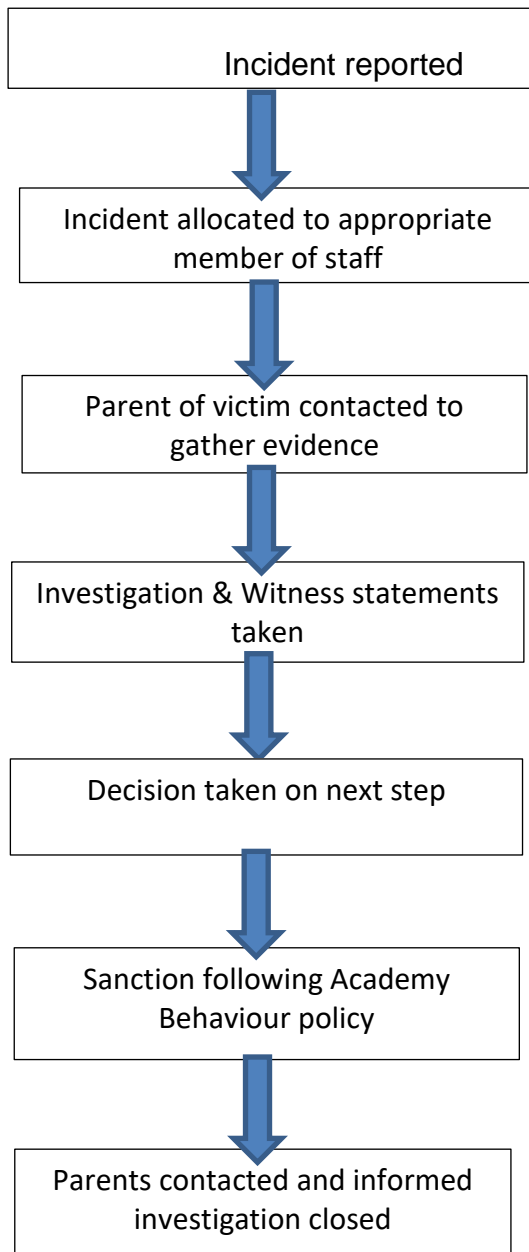 Incident reported
Incident allocated to appropriate
member of staff
Parent of victim contacted to
gather evidence
Investigation & Witness statements
taken
Decision taken on next step
Sanction following Academy
Behaviour policy
Parents contacted and informed
investigation closed